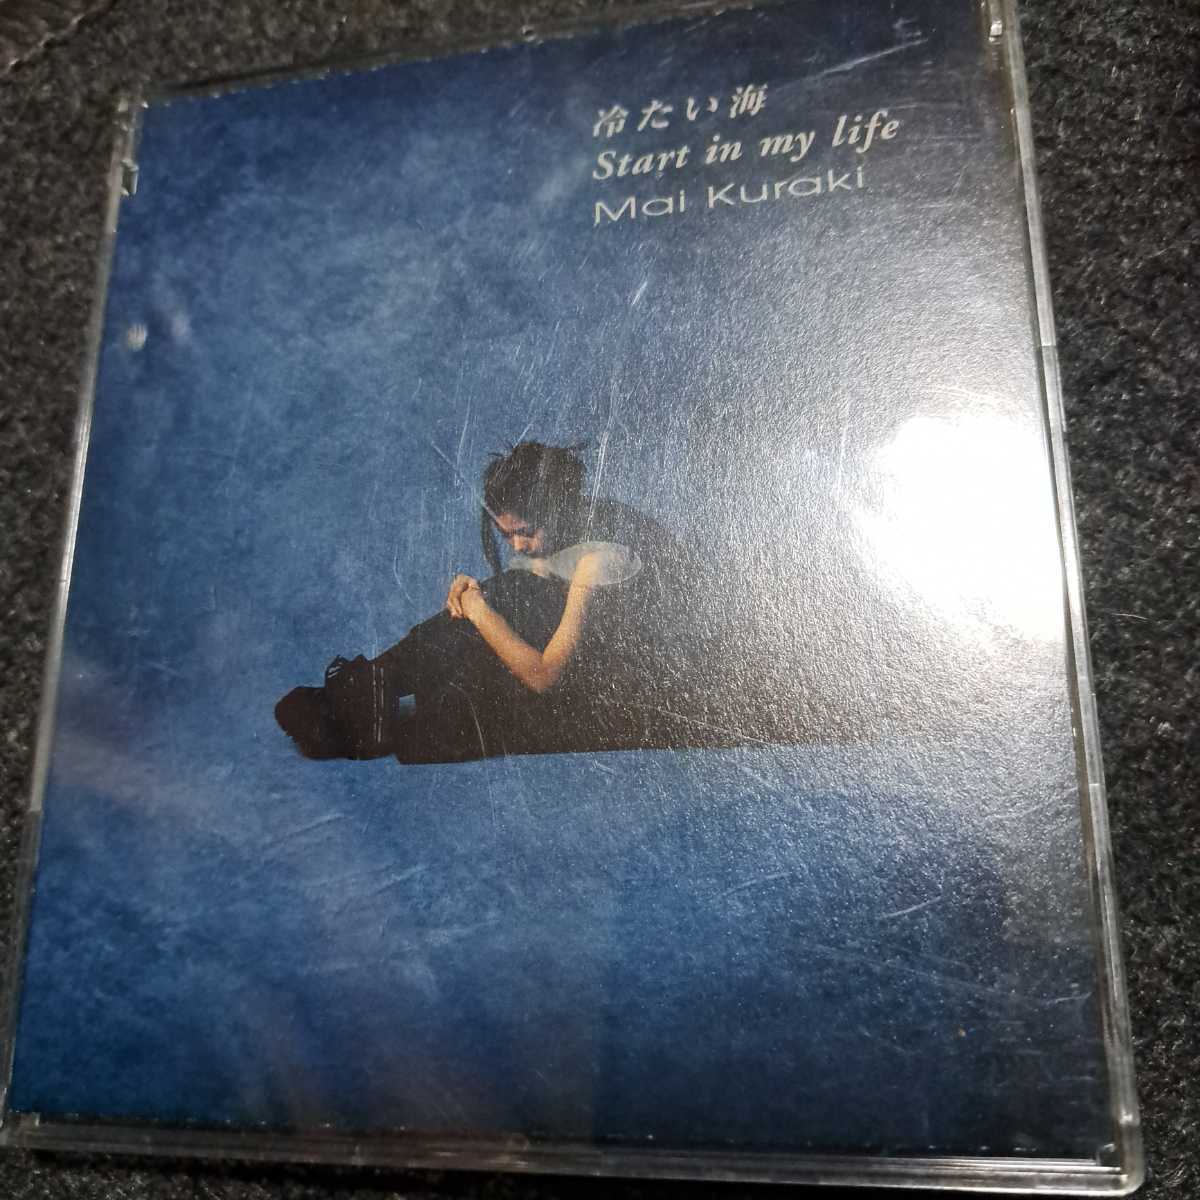 冷たい海
Start in my life
Mai Kuraki